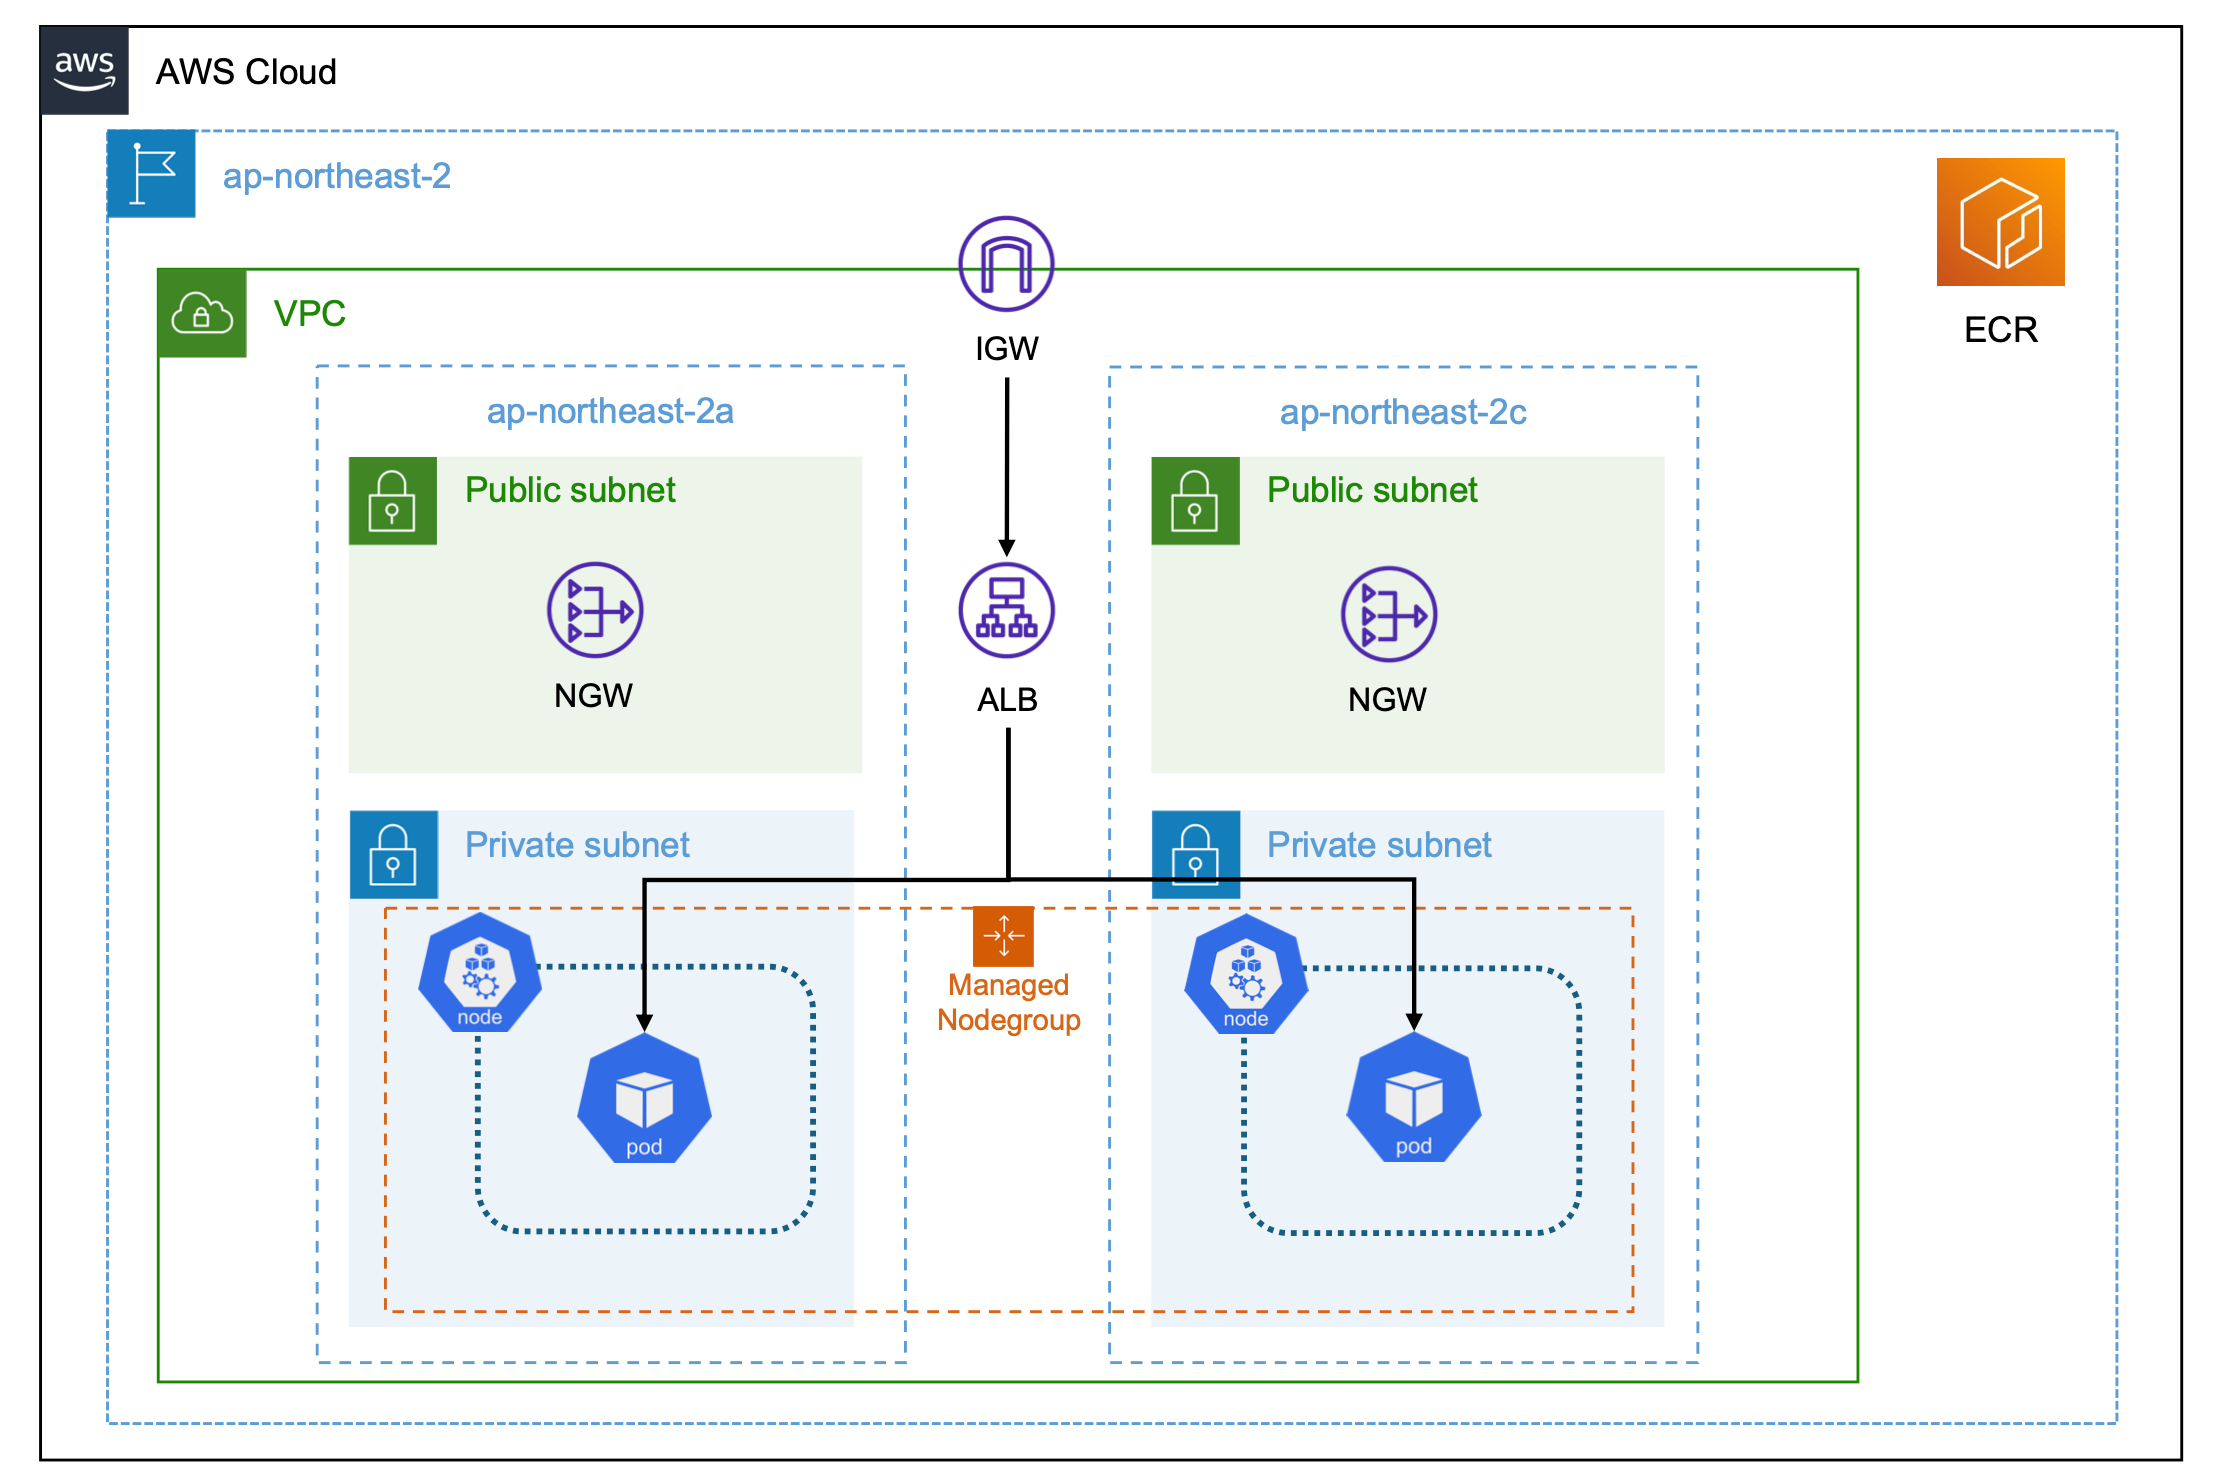 aws
AWS Cloud
ap-northeast-2
ECR
VPC
IGW
ap-northeast-2a
ap-northeast-2c
Public subnet
Public subnet
NGW
ALB
NGW
Private subnet
Private subnet
Managed
Nodegroup
node
node
pod
pod